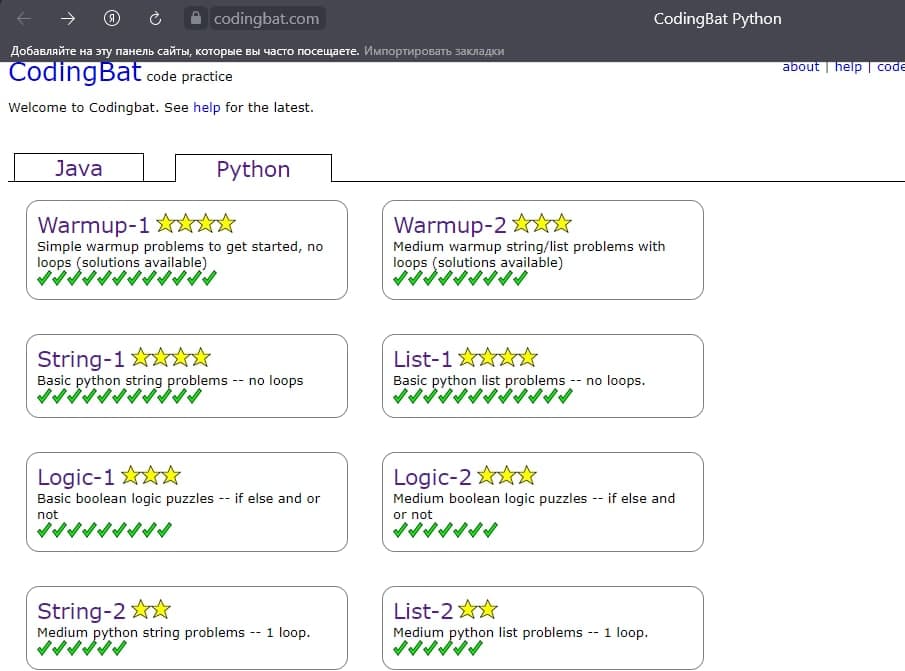 codingbat.com
CodingBat Python
Добавляйте на эту панель сайты, которые вы часто посещаете. Импортировать закладки
CodingBat code practice
about | help | code
Welcome to Codingbat. See help for the latest.
Java
Python
Warmup-1
Simple warmup problems to get started, no
loops (solutions available)
Warmup-2
Medium warmup string/list problems with
loops (solutions available)
String-1
Basic python string problems -- no loops
List-1
Basic python list problems -- no loops.
Logic-1
Basic boolean logic puzzles -- if else and or
not
Logic-2
Medium boolean logic puzzles -- if else and
or not
String-2
Medium python string problems -- 1 loop.
List-2
Medium python list problems -- 1 loop.